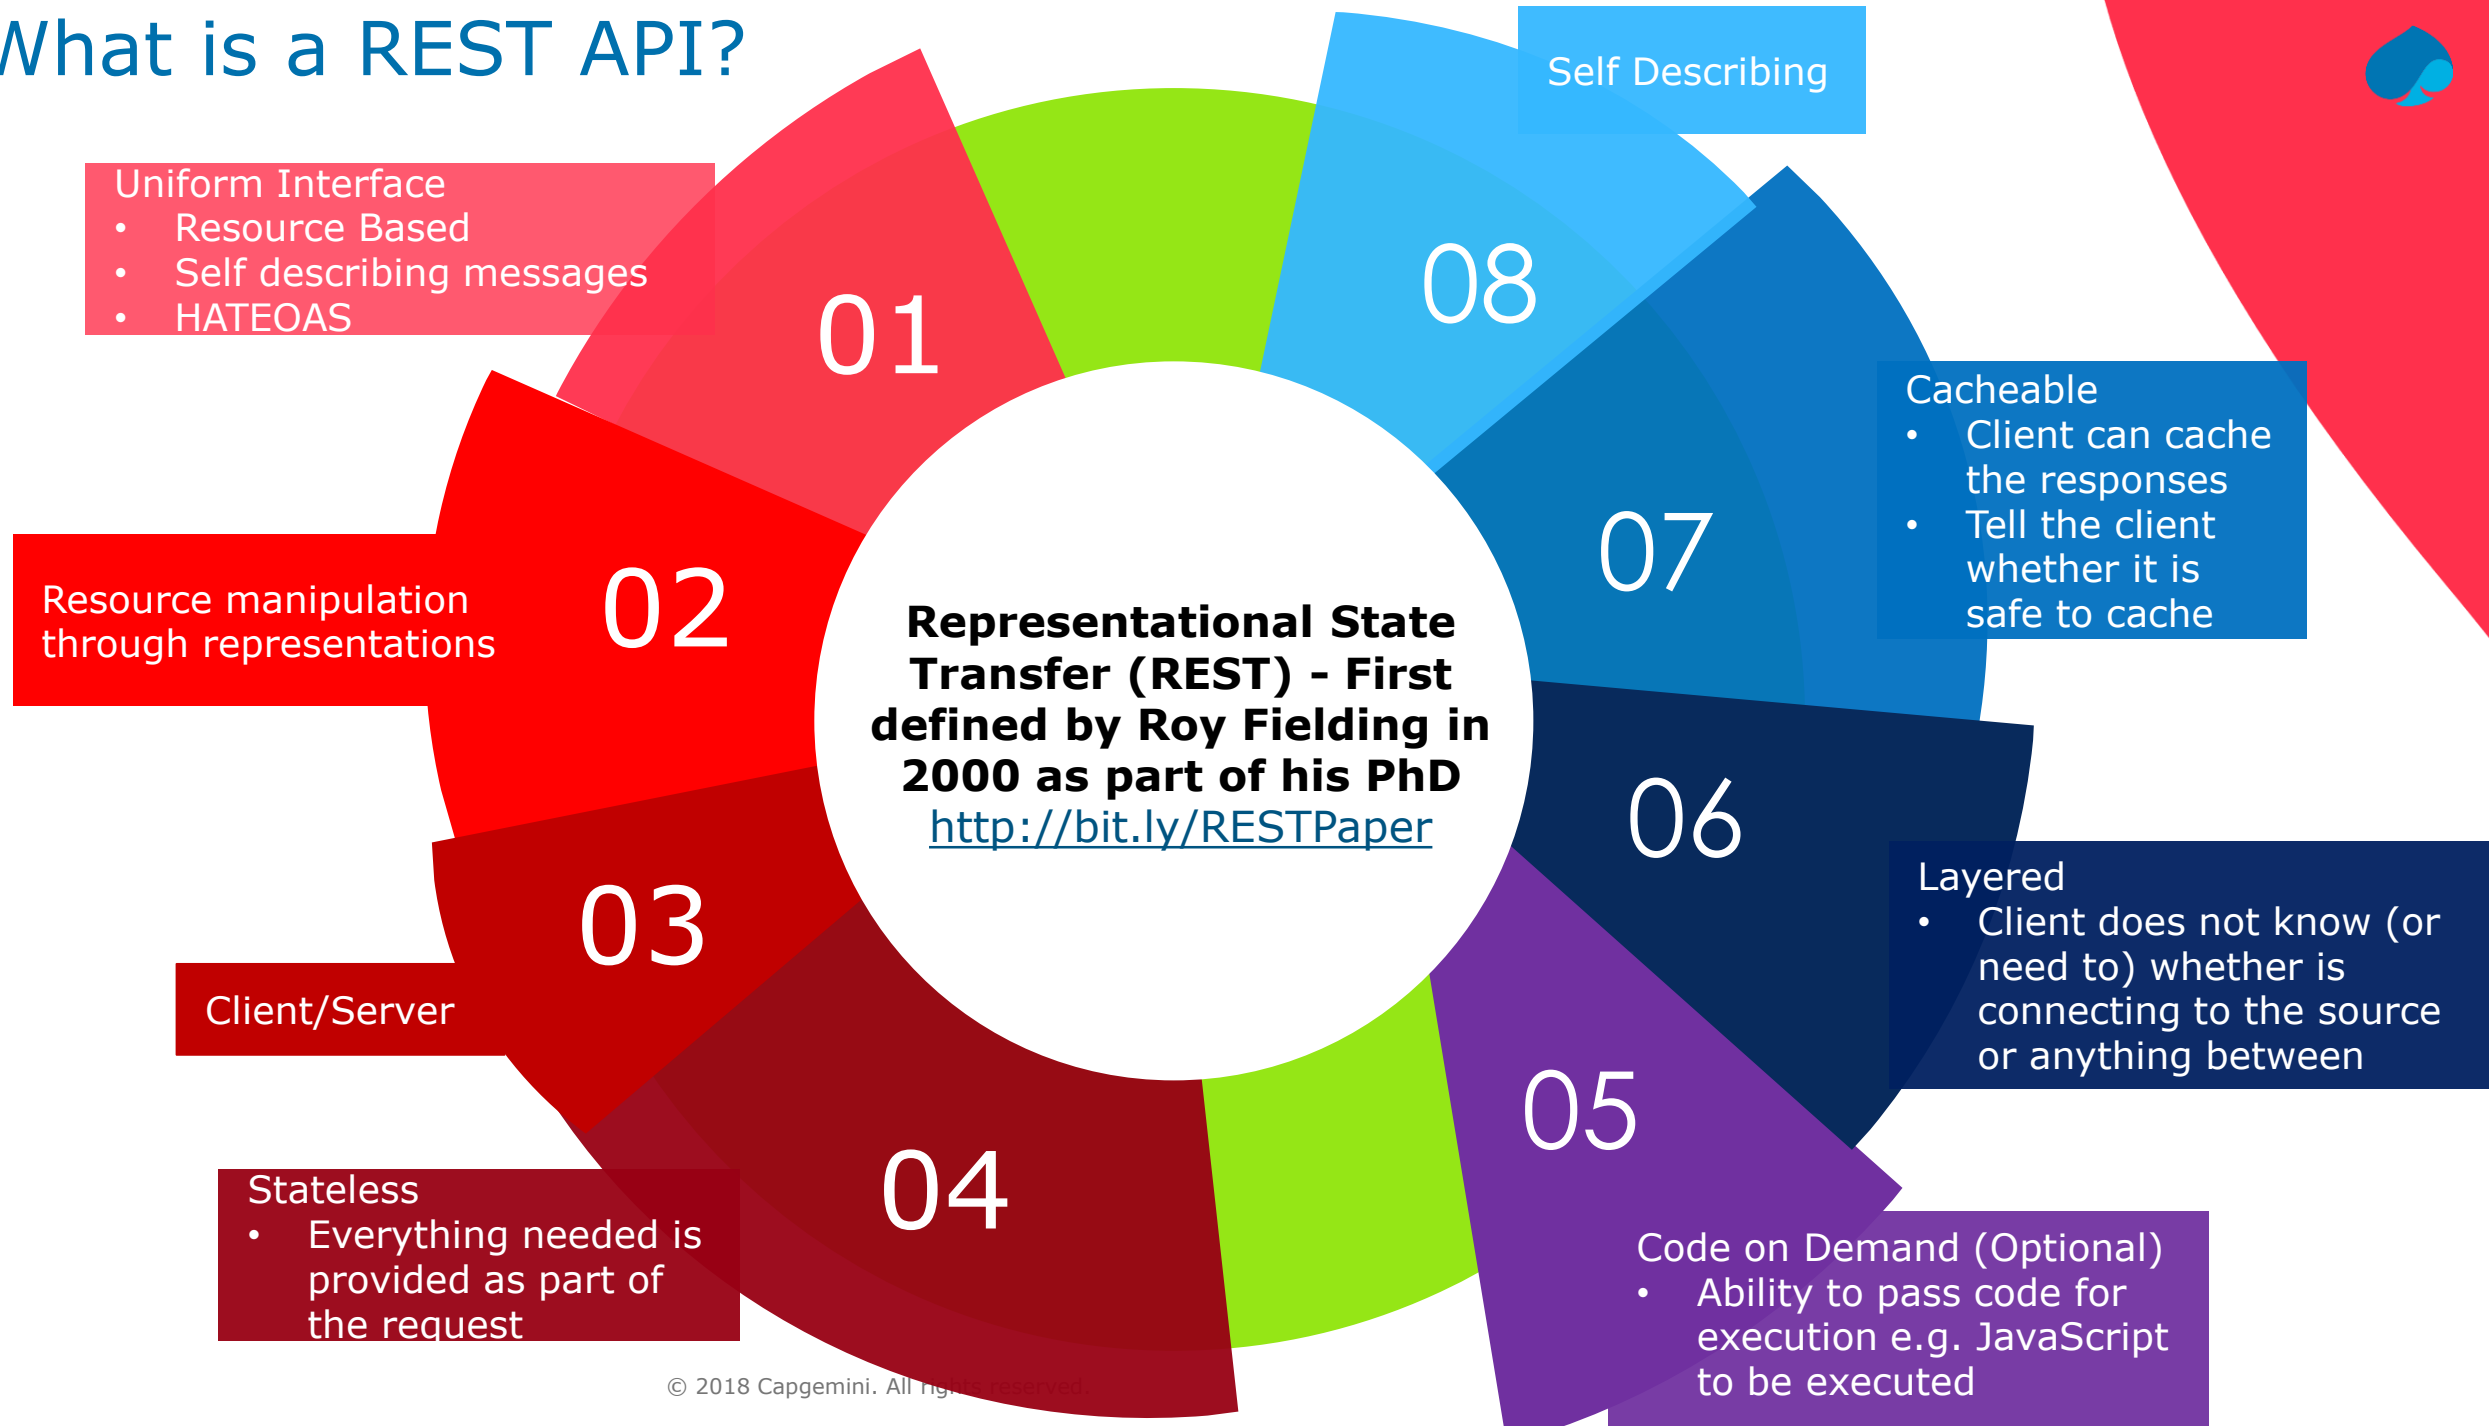 What is a REST API?
Uniform Interface
• Resource Based
• Self describing messages
• HATEOAS
01
Resource manipulation
through representations
02
Client/Server
03
Stateless
• Everything needed is
provided as part of
the request
04
Code on Demand (Optional)
• Ability to pass code for
execution e.g. JavaScript
to be executed
05
Layered
• Client does not know (or
need to) whether is
connecting to the source
or anything between
06
Cacheable
• Client can cache
the responses
• Tell the client
whether it is
safe to cache
07
Self Describing
08
Representational State
Transfer (REST) - First
defined by Roy Fielding in
2000 as part of his PhD
http://bit.ly/RESTPaper
© 2018 Capgemini. All rights reserved.